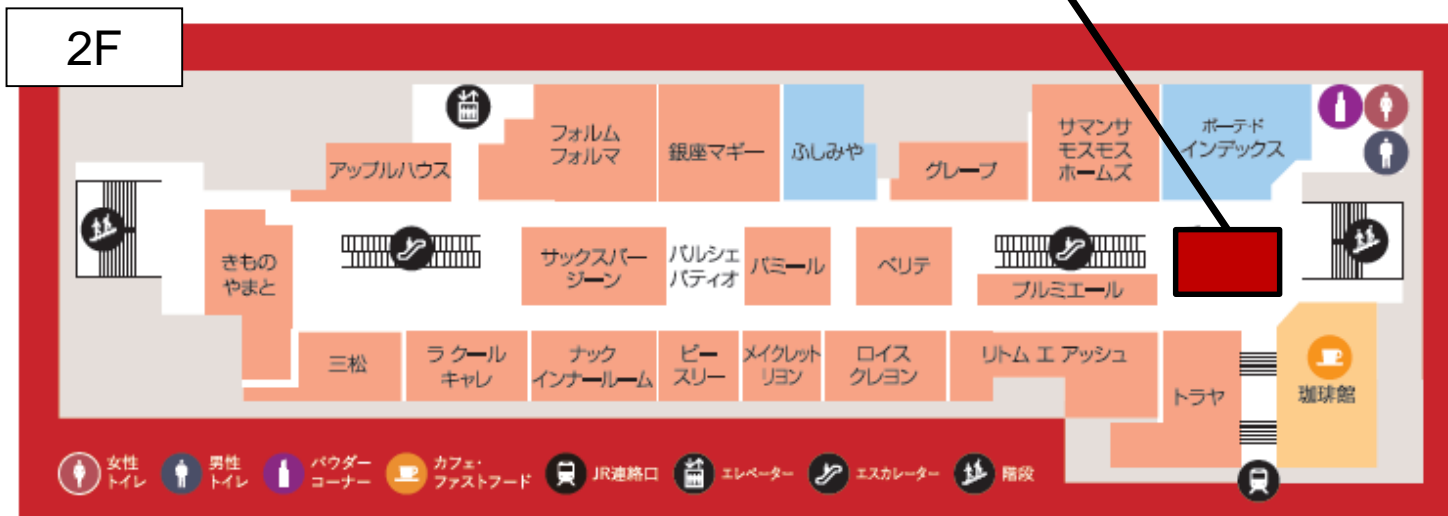 2F
フォルム
フォルマ
銀座マギー
ふしみや
サマンサ
モスモス
ホームズ
ボーテド
インデックス
アップルハウス
グレープ
きもの
やまと
サックスバー
ジーン
パルシェ
パティオ
パミール
ベリテ
プルミエール
三松
ラ クール
キャレ
ナック
インナールーム
ビー
スリー
メイクレット
リヨン
ロイス
クレヨン
リトム エ アッシュ
トラヤ
珈琲館
女性
トイレ
男性
トイレ
パウダー
コーナー
カフェ・
ファストフード
JR連絡口
エレベーター
エスカレーター
階段